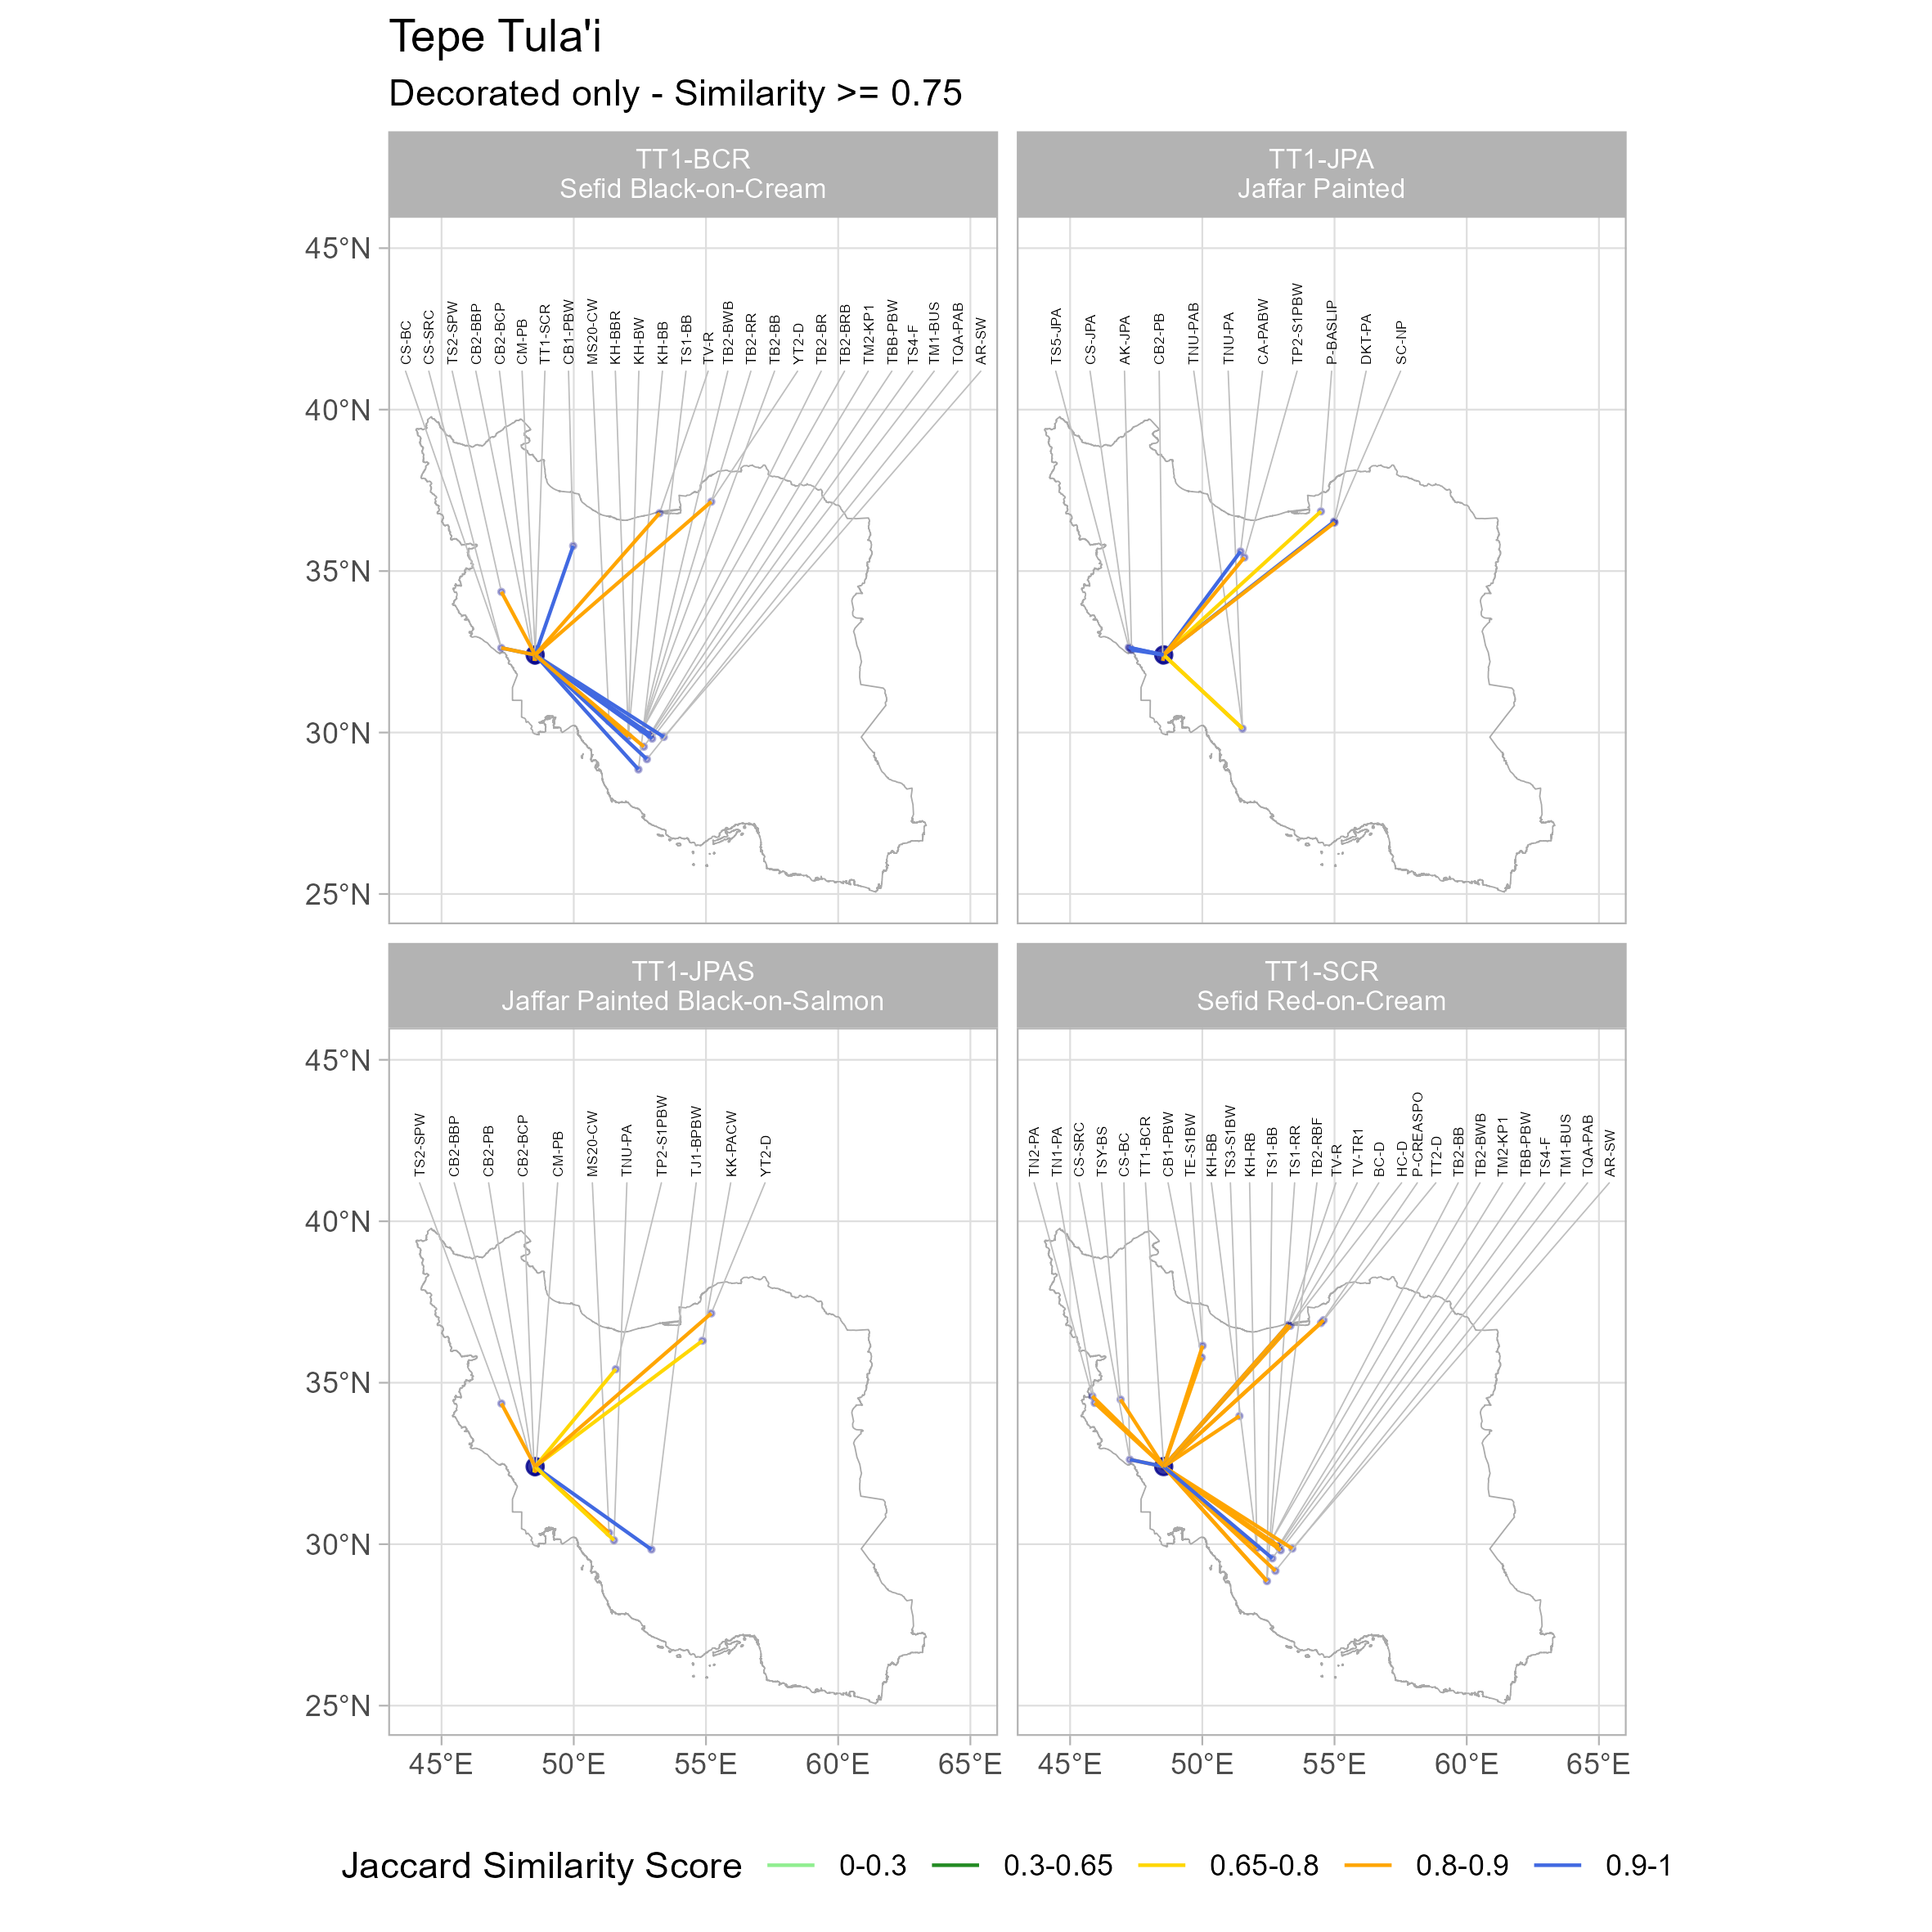 Tepe Tula'i
Decorated only - Similarity >= 0.75
TT1-BCR
Sefid Black-on-Cream
TT1-JPA
Jaffar Painted
45°N
40°N
35°N
30°N
25°N
CS-BC
CS-SRC
TS2-SPW
CB2-BBP
CB2-BCP
CM-PB
TT1-SCR
CB1-PBW
MS20-CW
KH-BBR
KH-BW
KH-BB
TS1-BB
TV-R
TB2-BWB
TB2-RR
TB2-BB
YT2-D
TB2-BR
TB2-BRB
TM2-KP1
TBB-PBW
TS4-F
TM1-BUS
TQA-PAB
AR-SW
TS5-JPA
CS-JPA
AK-JPA
CB2-PB
TNU-PAB
TNU-PA
CA-PABW
TP2-S1PBW
P-BASLIP
DKT-PA
SC-NP
TT1-JPAS
Jaffar Painted Black-on-Salmon
TT1-SCR
Sefid Red-on-Cream
45°N
40°N
35°N
30°N
25°N
TS2-SPW
CB2-BBP
CB2-PB
CB2-BCP
CM-PB
MS20-CW
TNU-PA
TP2-S1PBW
TJ1-BPBW
KK-PACW
YT2-D
TN2-PA
TN1-PA
CS-SRC
TSY-BS
CS-BC
TT1-BCR
CB1-PBW
TE-S1BW
KH-BB
TS3-S1BW
KH-RB
TS1-BB
TS1-RR
TB2-RBF
TV-R
TV-TR1
BC-D
HC-D
P-CREASPO
TT2-D
TB2-BB
TB2-BWB
TM2-KP1
TBB-PBW
TS4-F
TM1-BUS
TQA-PAB
AR-SW
45°E
50°E
55°E
60°E
65°E
45°E
50°E
55°E
60°E
65°E
Jaccard Similarity Score 0-0.3 0.3-0.65 0.65-0.8 0.8-0.9 0.9-1